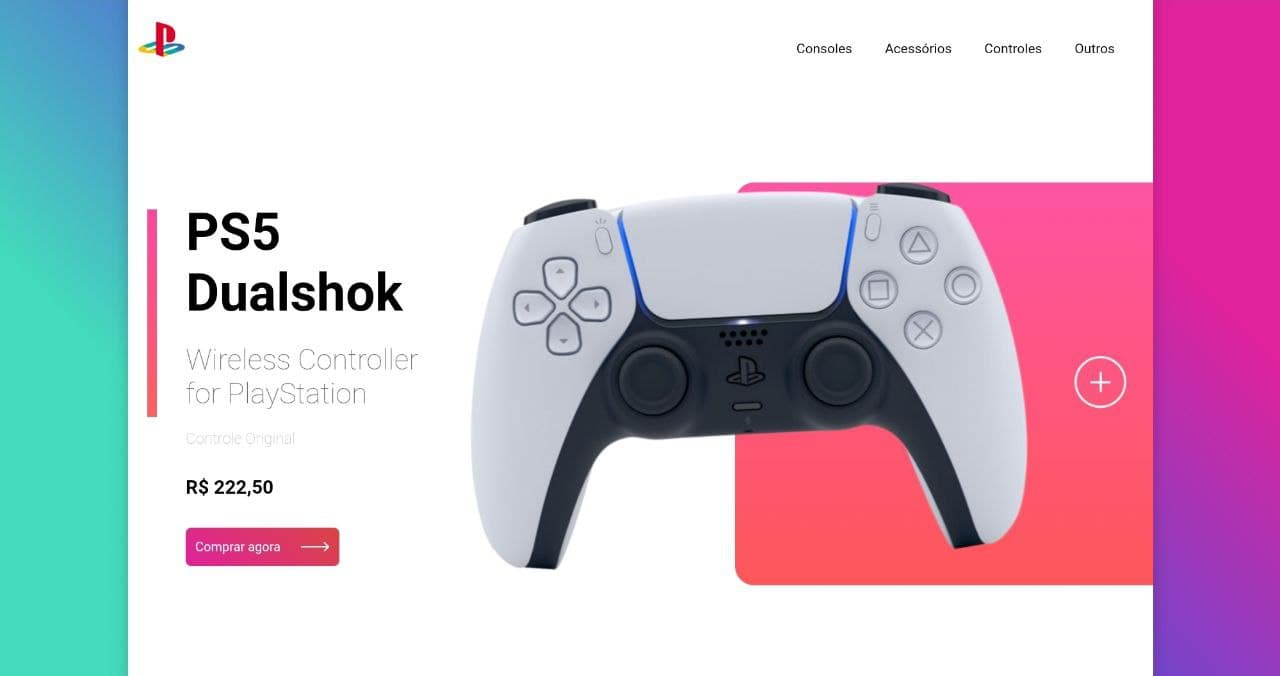 Consoles Acessórios Controles Outros
PS5
Dualshok
Wireless Controller
for PlayStation
Controle Original
R$ 222,50
Comprar agora